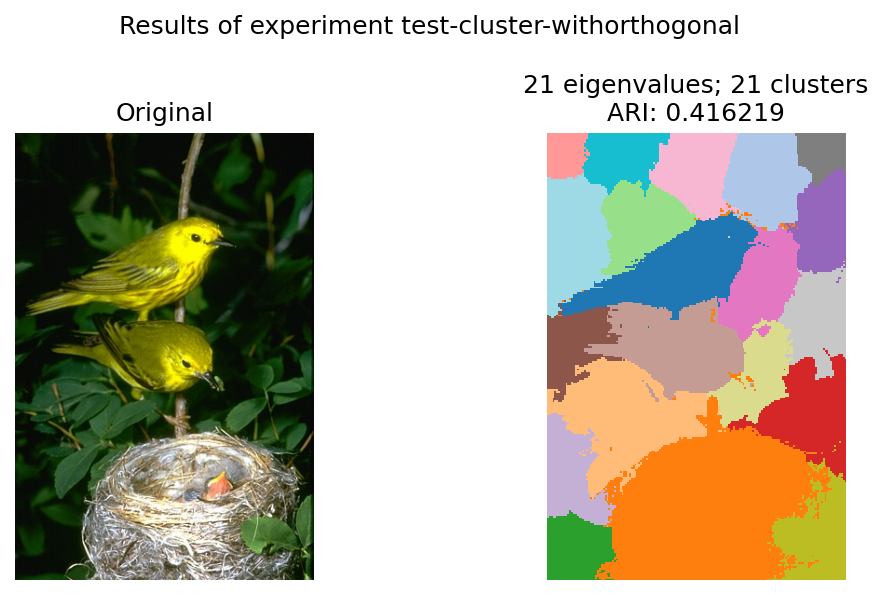 Results of experiment test-cluster-withorthogonal
Original
21 eigenvalues; 21 clusters
ARI: 0.416219